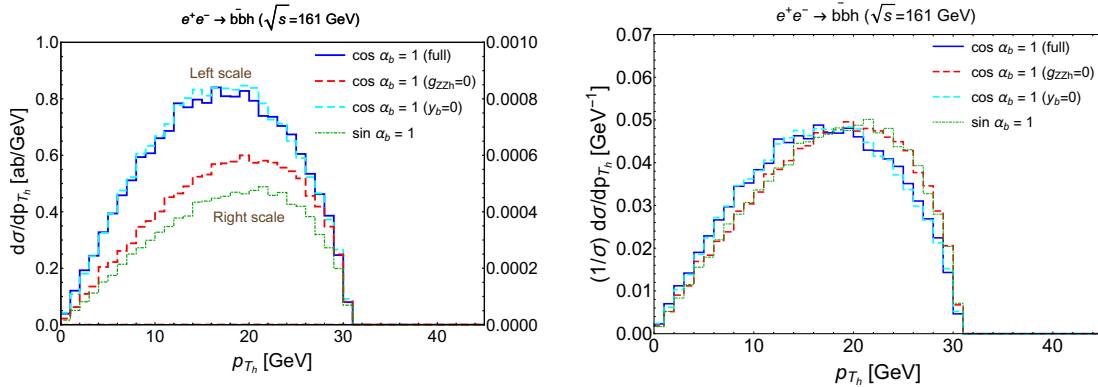 e⁺e⁻ → b̄bh (√s=161 GeV)
1.0
0.8
0.6
0.4
0.2
0.0
dσ/dp_{T_h} [ab/GeV]
Left scale
Right scale
cos α_b = 1 (full)
cos α_b = 1 (g_{ZZh}=0)
cos α_b = 1 (y_b=0)
sin α_b = 1
0.0010
0.0008
0.0006
0.0004
0.0002
0.0000
0 10 20 30 40
p_{T_h} [GeV]
e⁺e⁻ → b̄bh (√s=161 GeV)
0.07
0.06
0.05
0.04
0.03
0.02
0.01
0.00
(1/σ) dσ/dp_{T_h} [GeV⁻¹]
cos α_b = 1 (full)
cos α_b = 1 (g_{ZZh}=0)
cos α_b = 1 (y_b=0)
sin α_b = 1
0 10 20 30 40
p_{T_h} [GeV]